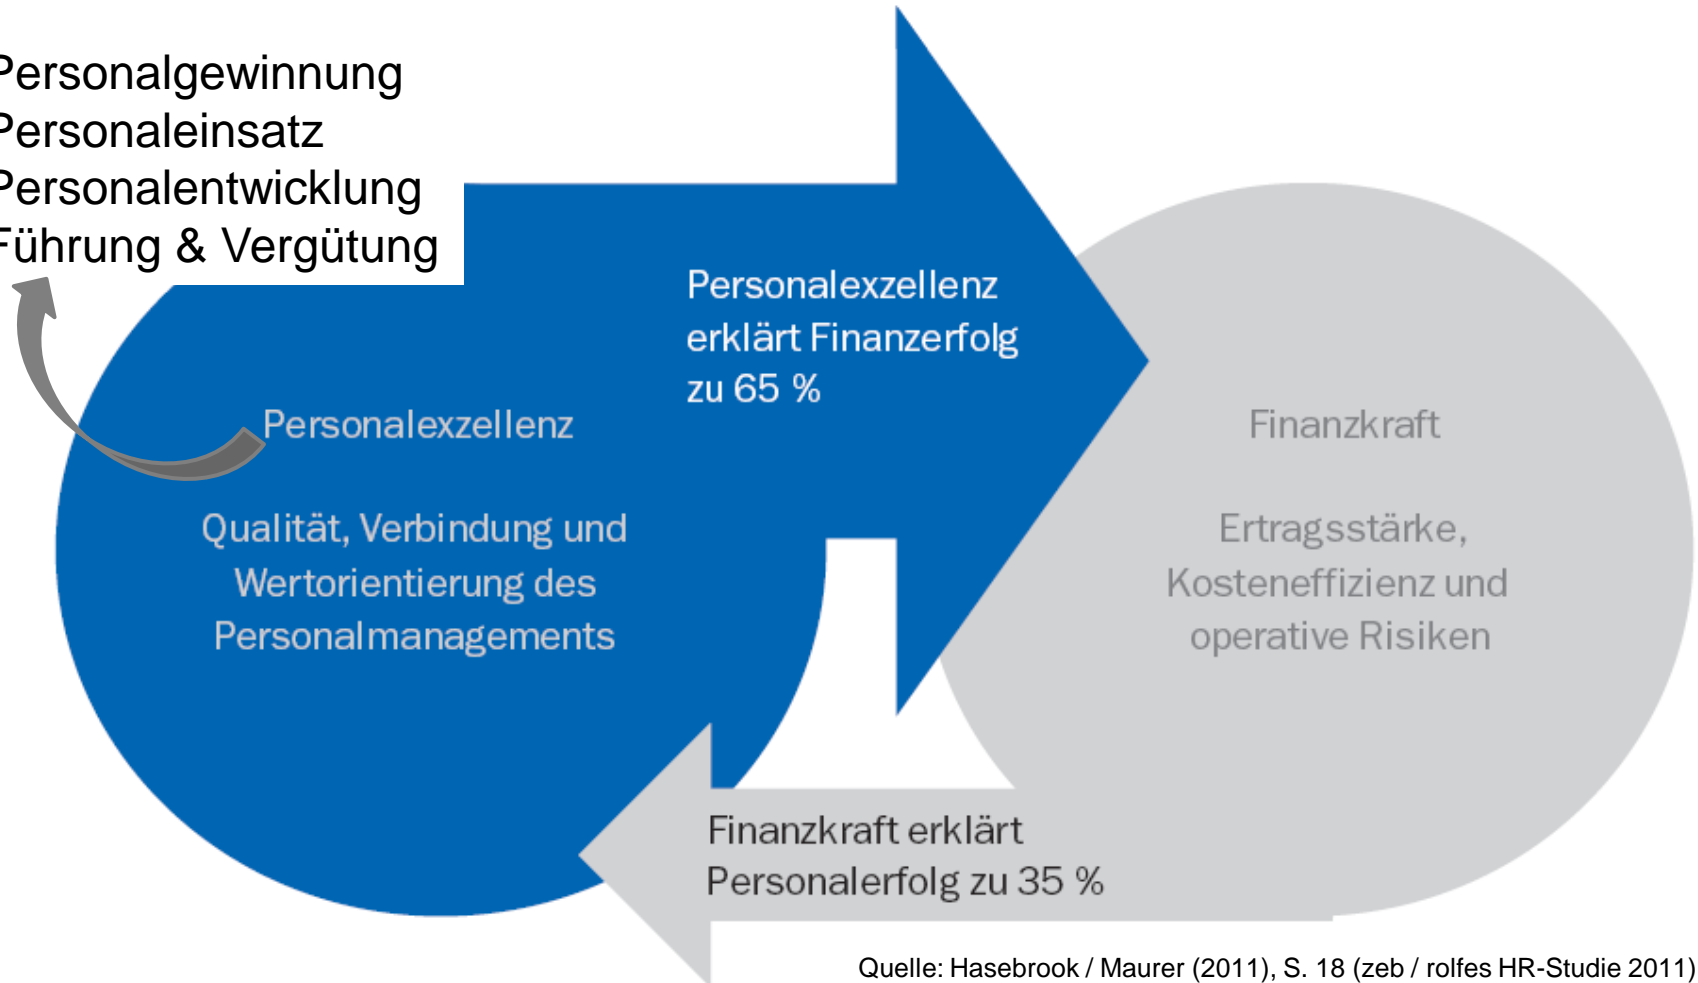 Personalgewinnung
Personaleinsatz
Personalentwicklung
Führung & Vergütung
Personalexzellenz
erklärt Finanzerfolg
zu 65 %
Personalexzellenz
Qualität, Verbindung und
Wertorientierung des
Personalmanagements
Finanzkraft
Ertragsstärke,
Kosteneffizienz und
operative Risiken
Finanzkraft erklärt
Personalerfolg zu 35 %
Quelle: Hasebrook / Maurer (2011), S. 18 (zeb / rolfes HR-Studie 2011)